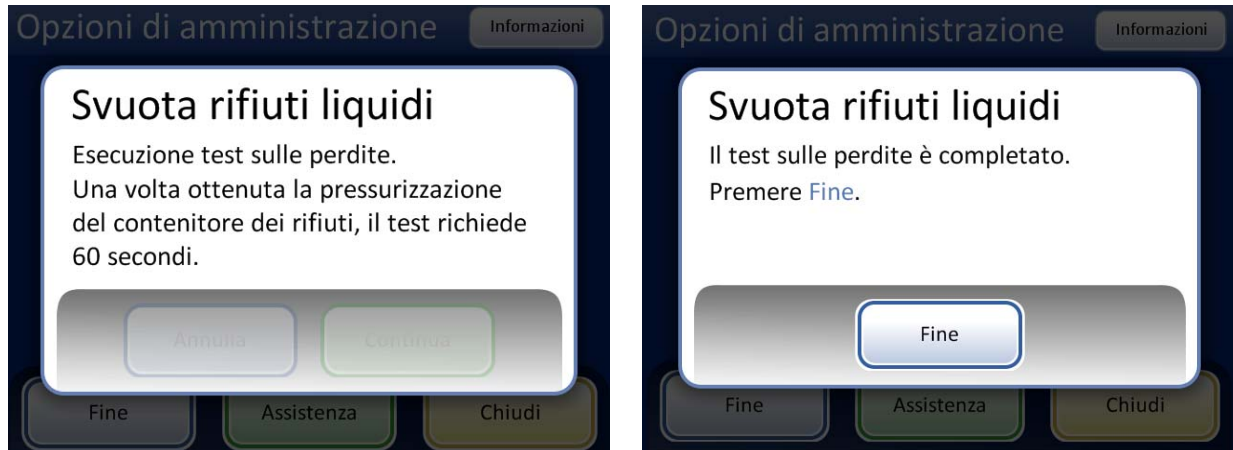 Opzioni di amministrazione
Informazioni
Svuota rifiuti liquidi
Esecuzione test sulle perdite.
Una volta ottenuta la pressurizzazione
del contenitore dei rifiuti, il test richiede
60 secondi.
Annulla
Continua
Fine
Assistenza
Chiudi
Opzioni di amministrazione
Informazioni
Svuota rifiuti liquidi
Il test sulle perdite è completato.
Premere Fine.
Fine
Fine
Assistenza
Chiudi